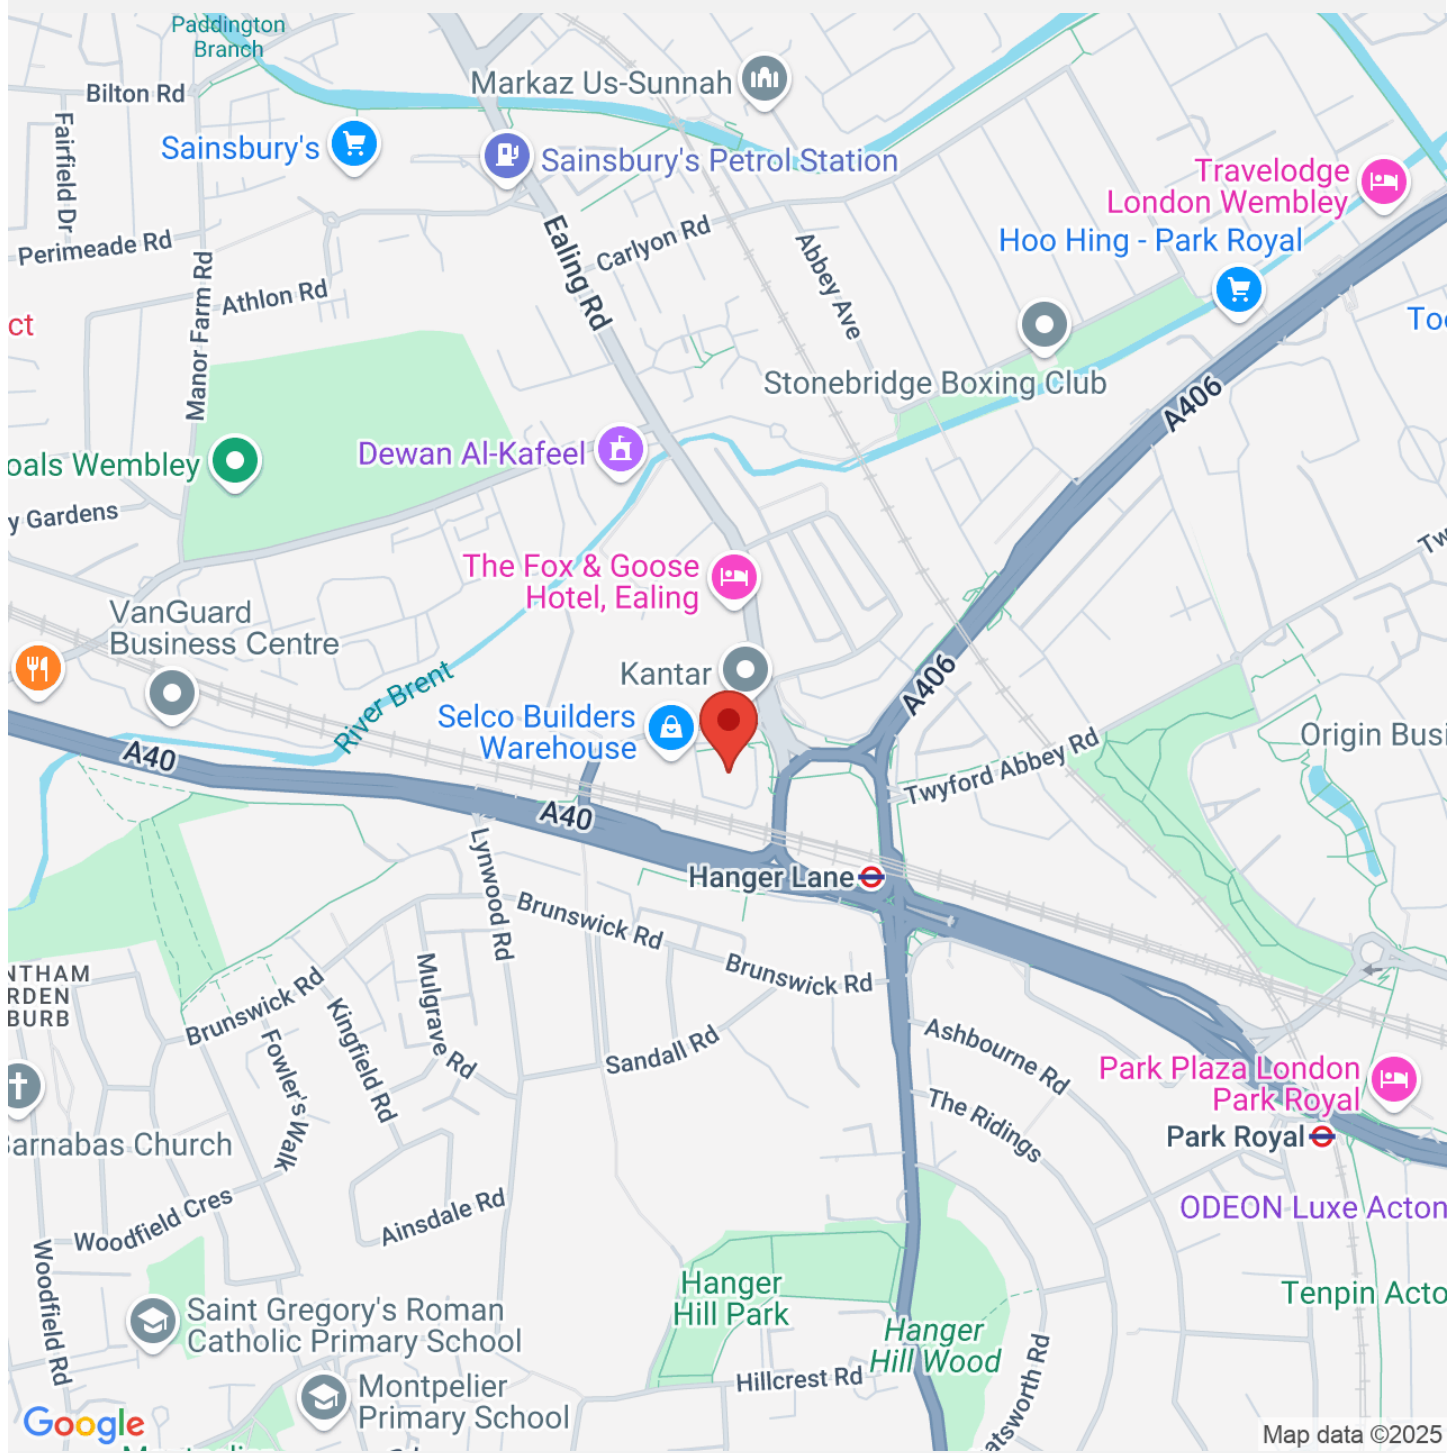 Paddington
Branch
Bilton Rd
Markaz Us-Sunnah
Fairfield Dr
Sainsbury's
Sainsbury's Petrol Station
Travelodge
London Wembley
Perimeade Rd
Manor Farm Rd
Ealing Rd
Carlyon Rd
Abbey Ave
Hoo Hing - Park Royal
Athlon Rd
ct
Too
Stonebridge Boxing Club
A406
Dewan Al-Kafeel
oals Wembley
y Gardens
Tw
The Fox & Goose
Hotel, Ealing
VanGuard
Business Centre
Kantar
A406
River Brent
Selco Builders
Warehouse
Twyford Abbey Rd
Origin Busi
A40
A40
Hanger Lane
Lynwood Rd
Brunswick Rd
Brunswick Rd
NTHAM
RDEN
BURB
Brunswick Rd
Mulgrave Rd
Kingfield Rd
Fowler's Walk
Sandall Rd
Ashbourne Rd
The Ridings
Park Plaza London
Park Royal
Park Royal
Barnabas Church
Woodfield Cres
Ainsdale Rd
ODEON Luxe Acton
Woodfield Rd
Hanger
Hill Park
Tenpin Acto
Saint Gregory's Roman
Catholic Primary School
Hanger
Hill Wood
Hillcrest Rd
atsworth Rd
Montpelier
Primary School
Google
Map data ©2025